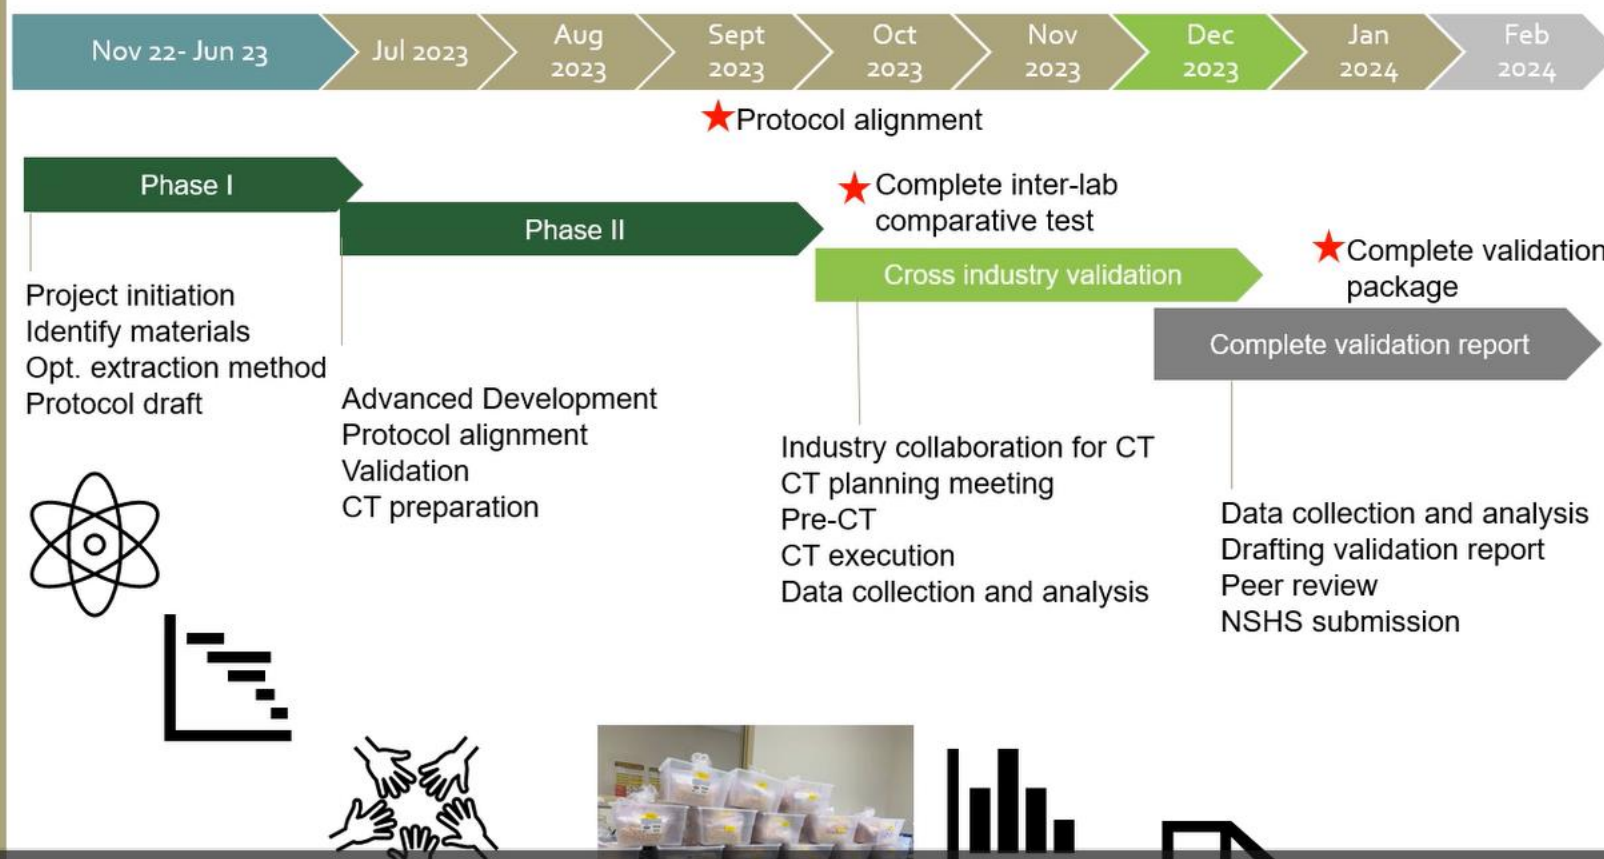 Nov 22- Jun 23
Jul 2023
Aug
2023
Sept
2023
Oct
2023
Nov
2023
Dec
2023
Jan
2024
Feb
2024
Protocol alignment
Phase I
Complete inter-lab
comparative test
Phase II
Complete validation
package
Cross industry validation
Complete validation report
Project initiation
Identify materials
Opt. extraction method
Protocol draft
Advanced Development
Protocol alignment
Validation
CT preparation
Industry collaboration for CT
CT planning meeting
Pre-CT
CT execution
Data collection and analysis
Data collection and analysis
Drafting validation report
Peer review
NSHS submission